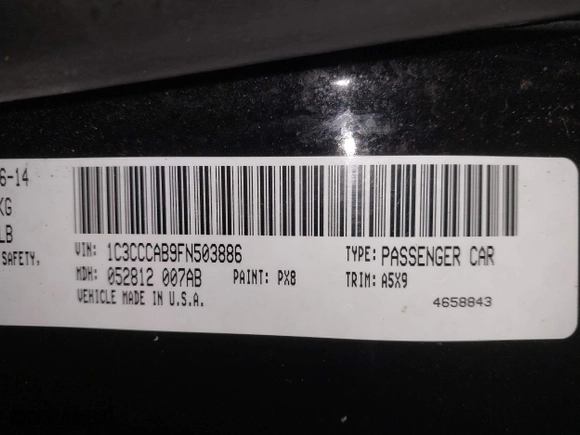 6-14
KG
LB
SAFETY,
VIN: 1C3CCCAB9FN503886
TYPE: PASSENGER CAR
MDH: 052812 007AB
PAINT: PX8
TRIM: A5X9
VEHICLE MADE IN U.S.A.
4658843